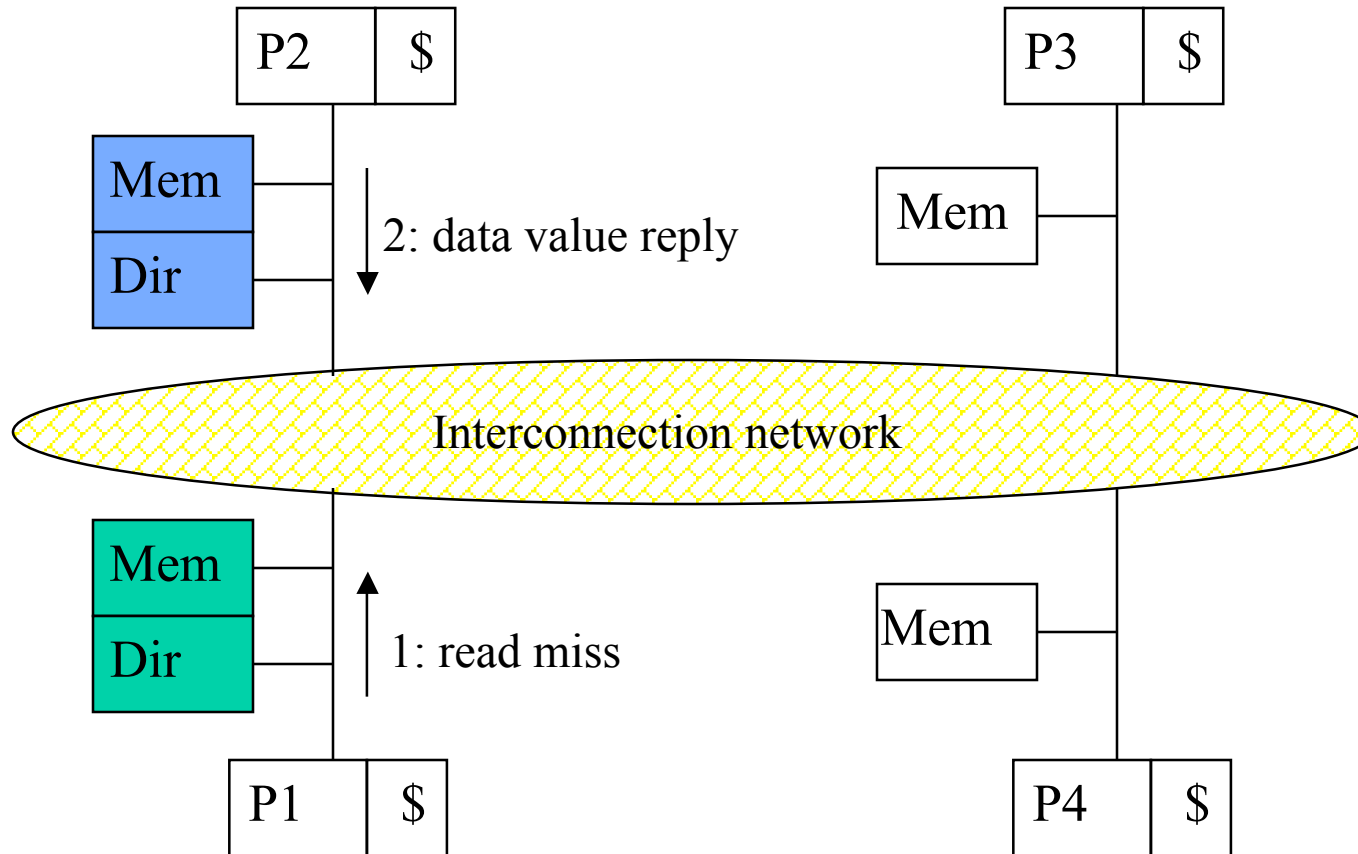 P2 $
P3 $
Mem
Dir
2: data value reply
Mem
Interconnection network
Mem
Dir
1: read miss
Mem
P1 $
P4 $